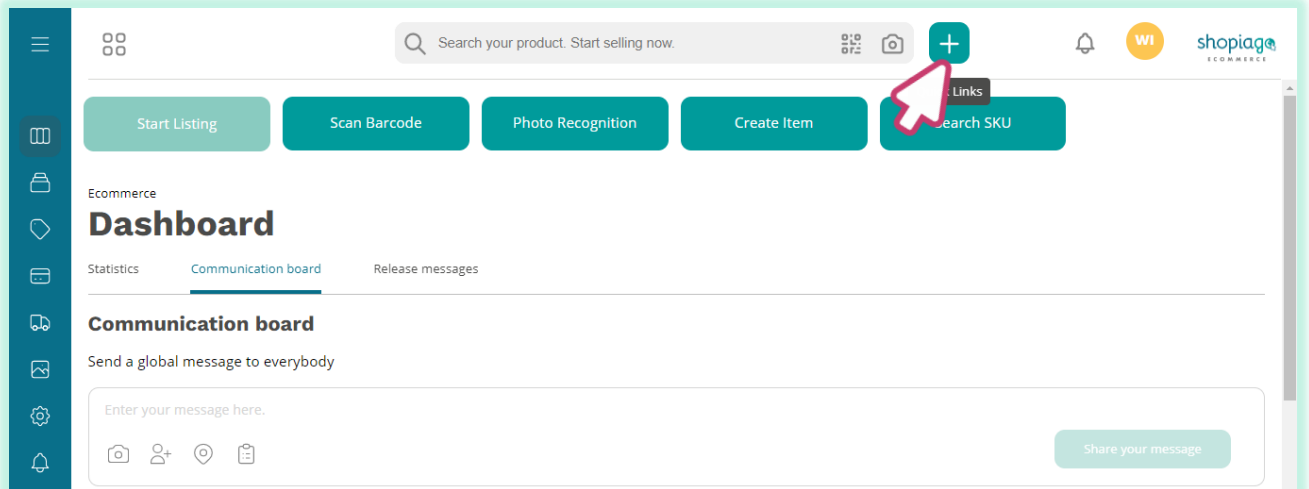 Search your product. Start selling now.
WI
shopiago
ECOMMERCE
Links
Start Listing
Scan Barcode
Photo Recognition
Create Item
Search SKU
Ecommerce
Dashboard
Statistics
Communication board
Release messages
Communication board
Send a global message to everybody
Enter your message here.
Share your message